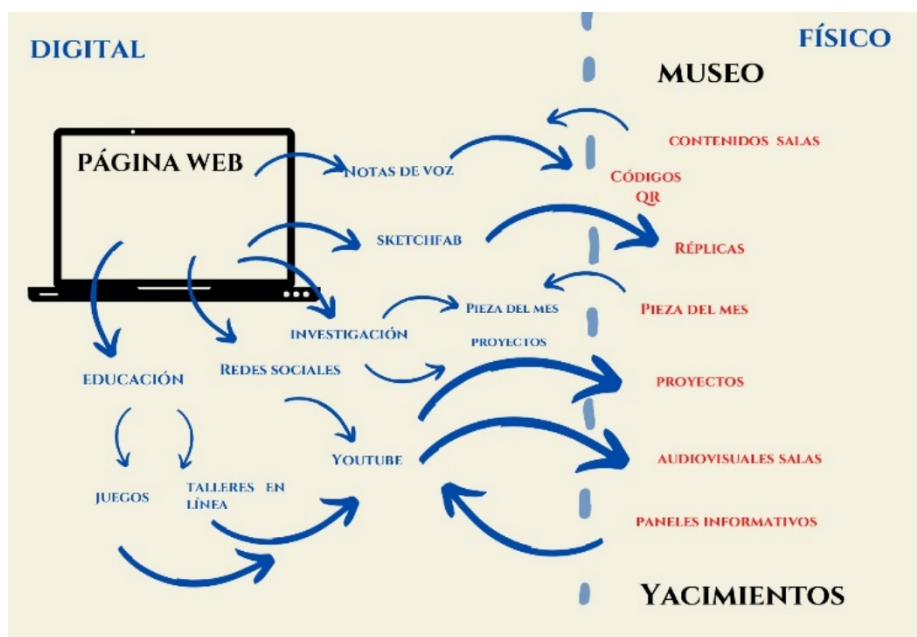 DIGITAL
FÍSICO
MUSEO
PÁGINA WEB
NOTAS DE VOZ
CONTENIDOS SALAS
CÓDIGOS
QR
SKETCHFAB
RÉPLICAS
INVESTIGACIÓN
PIEZA DEL MES
PIEZA DEL MES
PROYECTOS
EDUCACIÓN
REDES SOCIALES
PROYECTOS
YOUTUBE
AUDIOVISUALES SALAS
JUEGOS
TALLERES EN
LÍNEA
PANELES INFORMATIVOS
YACIMIENTOS